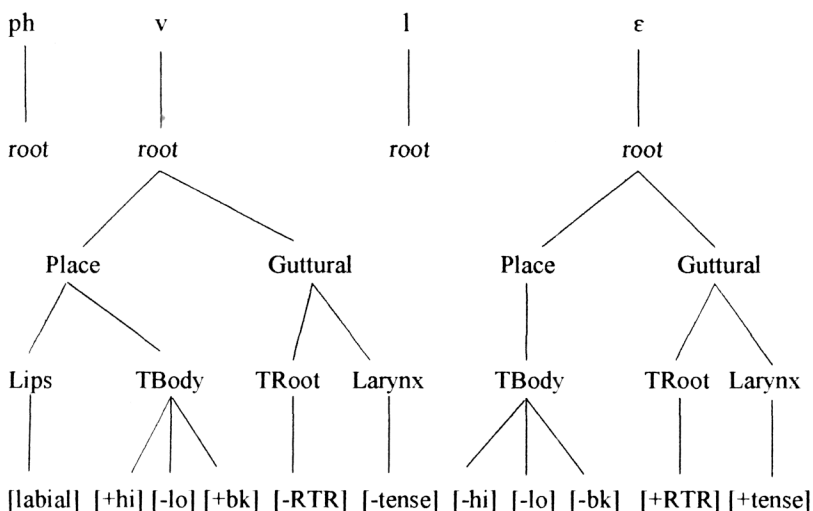 ph v l ε
root root root root
Place Guttural Place Guttural
Lips TBody TRoot Larynx TBody TRoot Larynx
[labial] [+hi] [-lo] [+bk] [-RTR] [-tense] [-hi] [-lo] [-bk] [+RTR] [+tense]